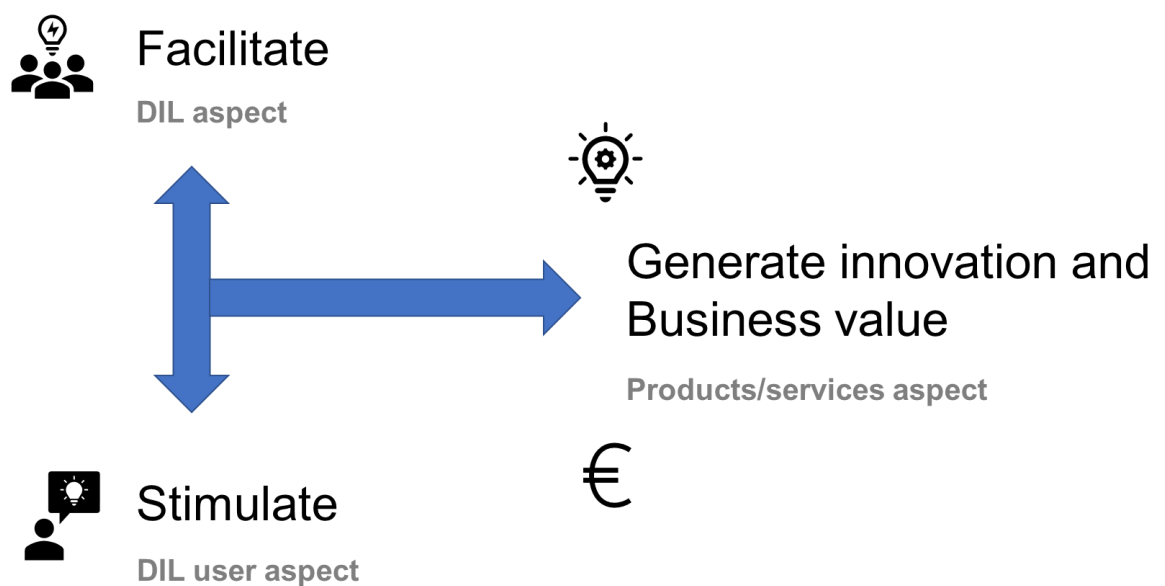 Facilitate
DIL aspect
Generate innovation and
Business value
Products/services aspect
€
Stimulate
DIL user aspect